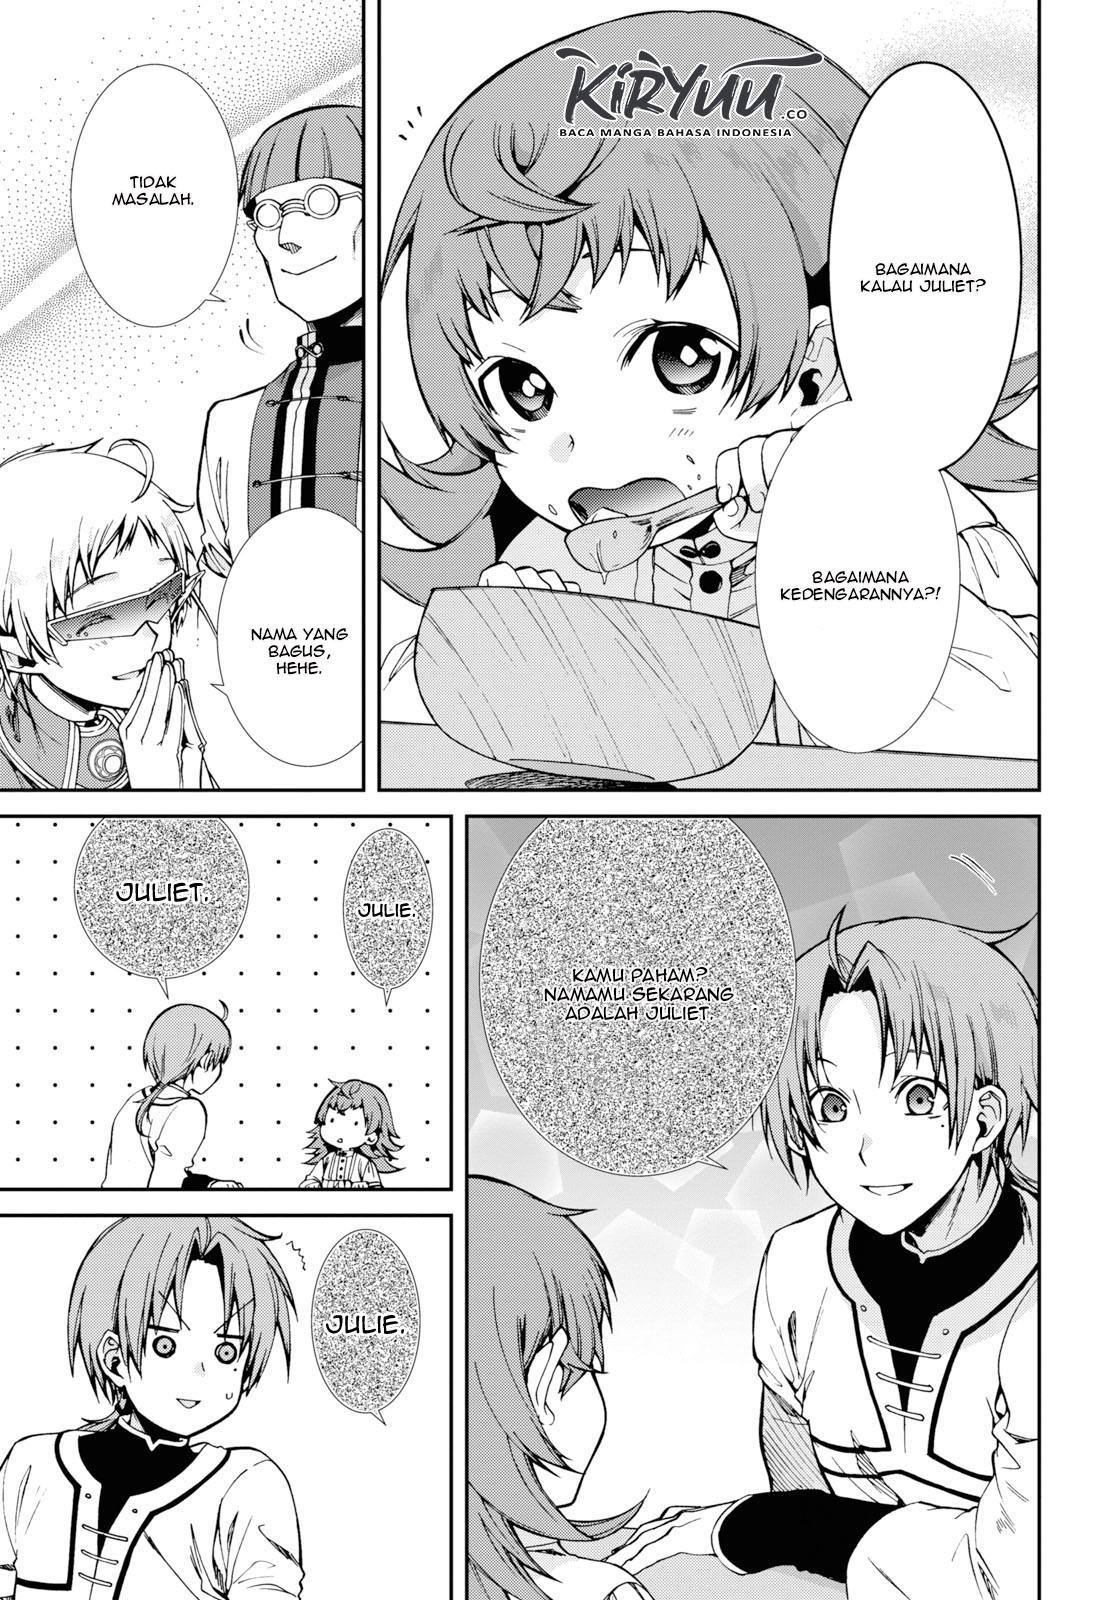 KIRYUU.CO
BACA MANGA BAHASA INDONESIA
BAGAIMANA
KALAU JULIET?
BAGAIMANA
KEDENGARANNYA?!
TIDAK
MASALAH.
NAMA YANG
BAGUS,
HEHE.
KAMU PAHAM?
NAMAMU SEKARANG
ADALAH JULIET
JULIE.
JULIET.
JULIE.